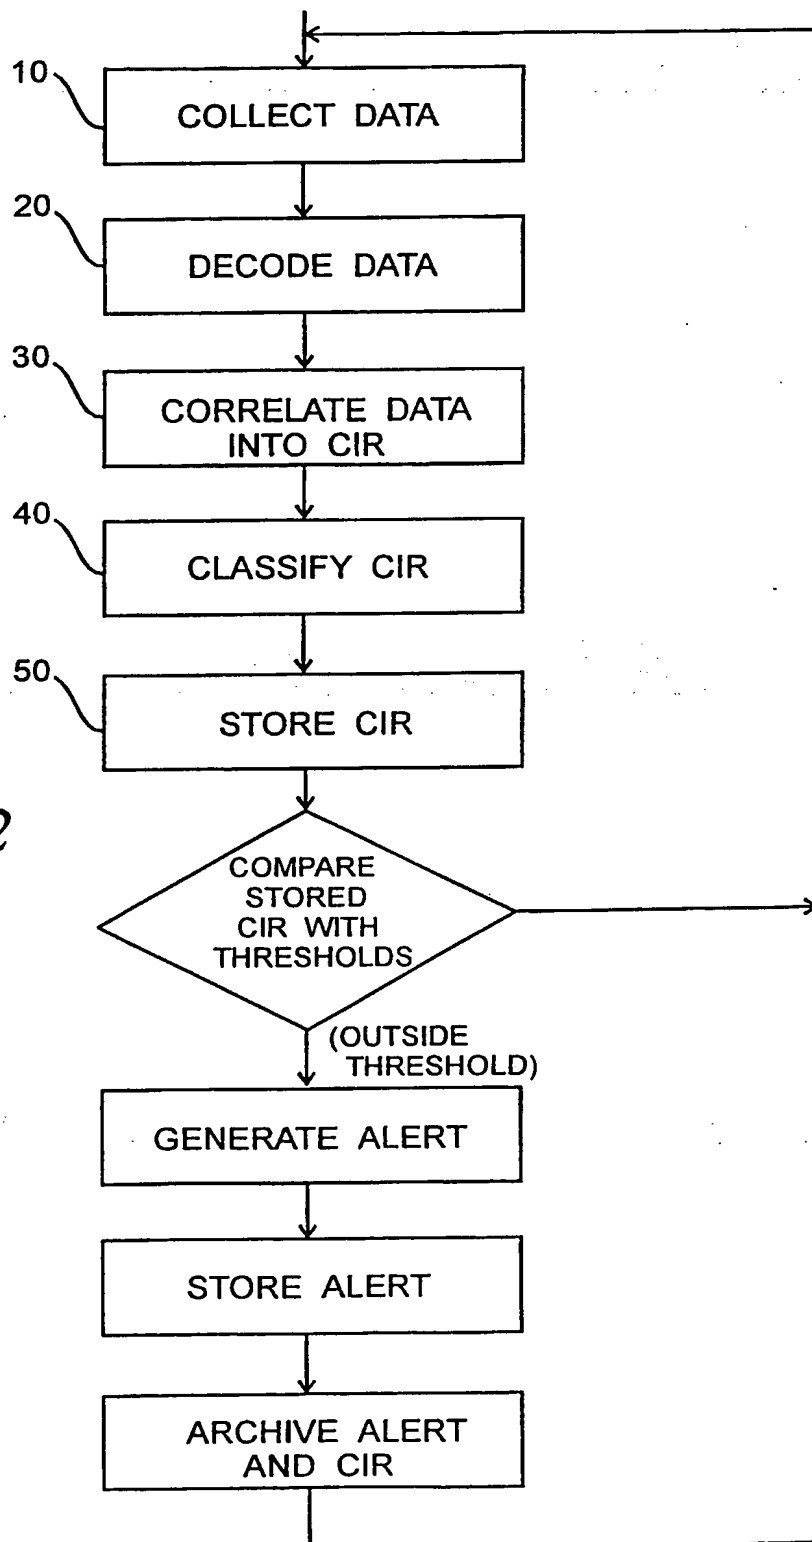 10
COLLECT DATA
20
DECODE DATA
30
CORRELATE DATA
INTO CIR
40
CLASSIFY CIR
50
STORE CIR
COMPARE
STORED
CIR WITH
THRESHOLDS
(OUTSIDE
THRESHOLD)
GENERATE ALERT
STORE ALERT
ARCHIVE ALERT
AND CIR